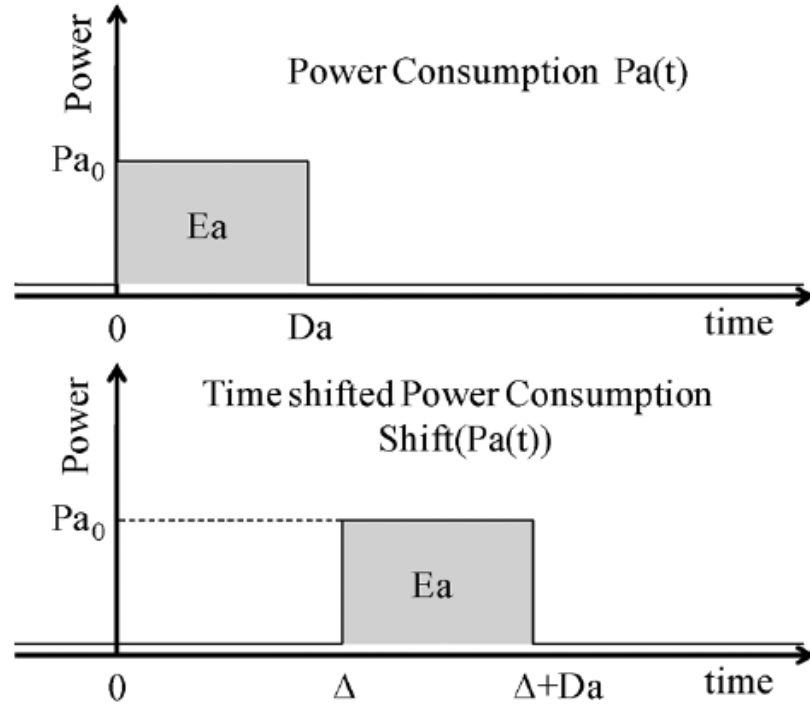 Power
Power Consumption Pa(t)
Pa₀
Ea
0
Da
time
Power
Time shifted Power Consumption
Shift(Pa(t))
Pa₀
Ea
0
Δ
Δ+Da
time